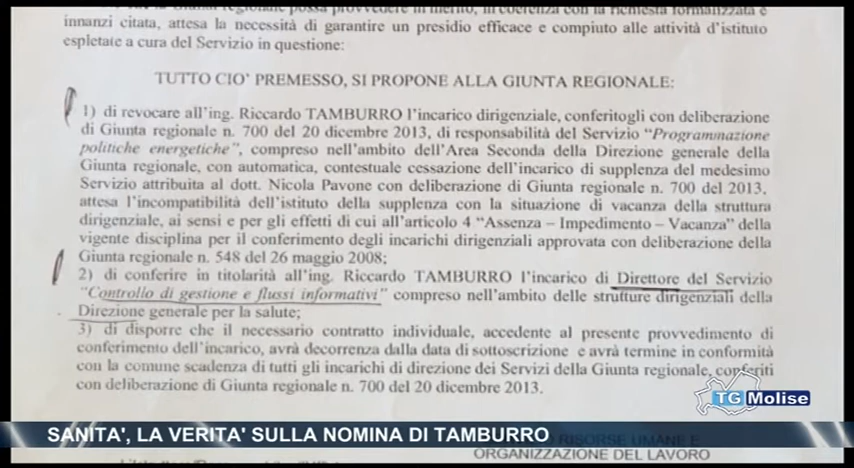 innanzi citata, attesa la necessità di garantire un presidio efficace e compiuto alle attività d'istituto
espletate a cura del Servizio in questione:
TUTTO CIO' PREMESSO, SI PROPONE ALLA GIUNTA REGIONALE:
1) di revocare all'ing. Riccardo TAMBURRO l'incarico dirigenziale, conferitogli con deliberazione
di Giunta regionale n. 700 del 20 dicembre 2013, di responsabilità del Servizio "Programmazione
politiche energetiche", compreso nell'ambito dell'Area Seconda della Direzione generale della
Giunta regionale, con automatica, contestuale cessazione dell'incarico di supplenza del medesimo
Servizio attribuita al dott. Nicola Pavone con deliberazione di Giunta regionale n. 700 del 2013,
attesa l'incompatibilità dell'istituto della supplenza con la situazione di vacanza della struttura
dirigenziale, ai sensi e per gli effetti di cui all'articolo 4 "Assenza – Impedimento – Vacanza" della
vigente disciplina per il conferimento degli incarichi dirigenziali approvata con deliberazione della
Giunta regionale n. 548 del 26 maggio 2008;
2) di conferire in titolarità all'ing. Riccardo TAMBURRO l'incarico di Direttore del Servizio
"Controllo di gestione e flussi informativi" compreso nell'ambito delle strutture dirigenziali della
Direzione generale per la salute;
3) di disporre che il necessario contratto individuale, accedente al presente provvedimento di
conferimento dell'incarico, avrà decorrenza dalla data di sottoscrizione e avrà termine in conformità
con la comune scadenza di tutti gli incarichi di direzione dei Servizi della Giunta regionale, conferiti
con deliberazione di Giunta regionale n. 700 del 20 dicembre 2013.
TG Molise
SANITA', LA VERITA' SULLA NOMINA DI TAMBURRO
RISORSE UMANE E
ORGANIZZAZIONE DEL LAVORO